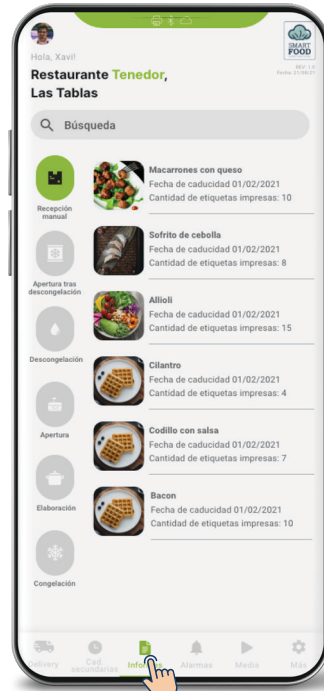 Hola, Xavi!
SMART
FOOD
REV: 1.0
Restaurante Tenedor,
Las Tablas
Búsqueda
Recepción
manual
Macarrones con queso
Fecha de caducidad 01/02/2021
Cantidad de etiquetas impresas: 10
Apertura tras
descongelación
Sofrito de cebolla
Fecha de caducidad 01/02/2021
Cantidad de etiquetas impresas: 8
Descongelación
Allioli
Fecha de caducidad 01/02/2021
Cantidad de etiquetas impresas: 15
Apertura
Cilantro
Fecha de caducidad 01/02/2021
Cantidad de etiquetas impresas: 4
Elaboración
Codillo con salsa
Fecha de caducidad 01/02/2021
Cantidad de etiquetas impresas: 7
Congelación
Bacon
Fecha de caducidad 01/02/2021
Cantidad de etiquetas impresas: 10
Delivery
Cad.
secundarias
Alarmas
Media
Más